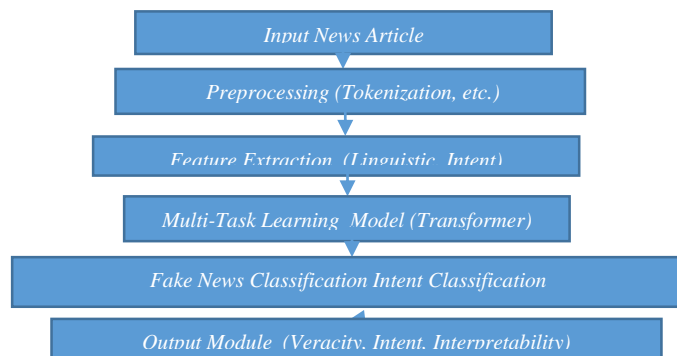 Input News Article
Preprocessing (Tokenization, etc.)
Feature Extraction (Linguistic, Intent)
Multi-Task Learning Model (Transformer)
Fake News Classification Intent Classification
Output Module (Veracity, Intent, Interpretability)